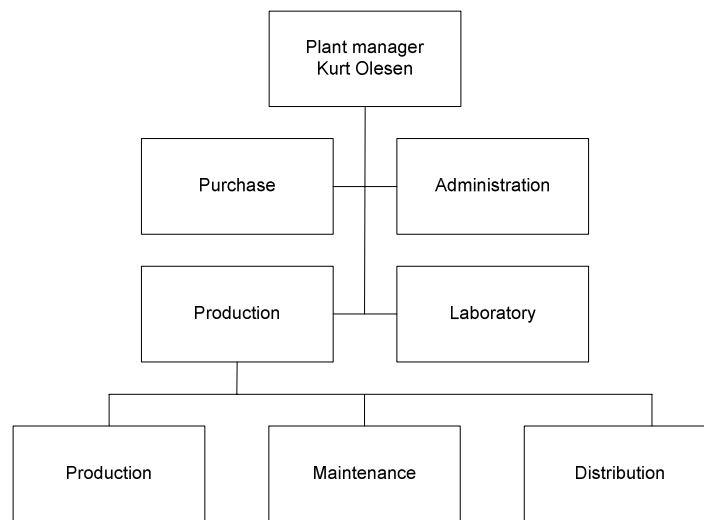 Plant manager
Kurt Olesen
Purchase
Administration
Production
Laboratory
Production
Maintenance
Distribution